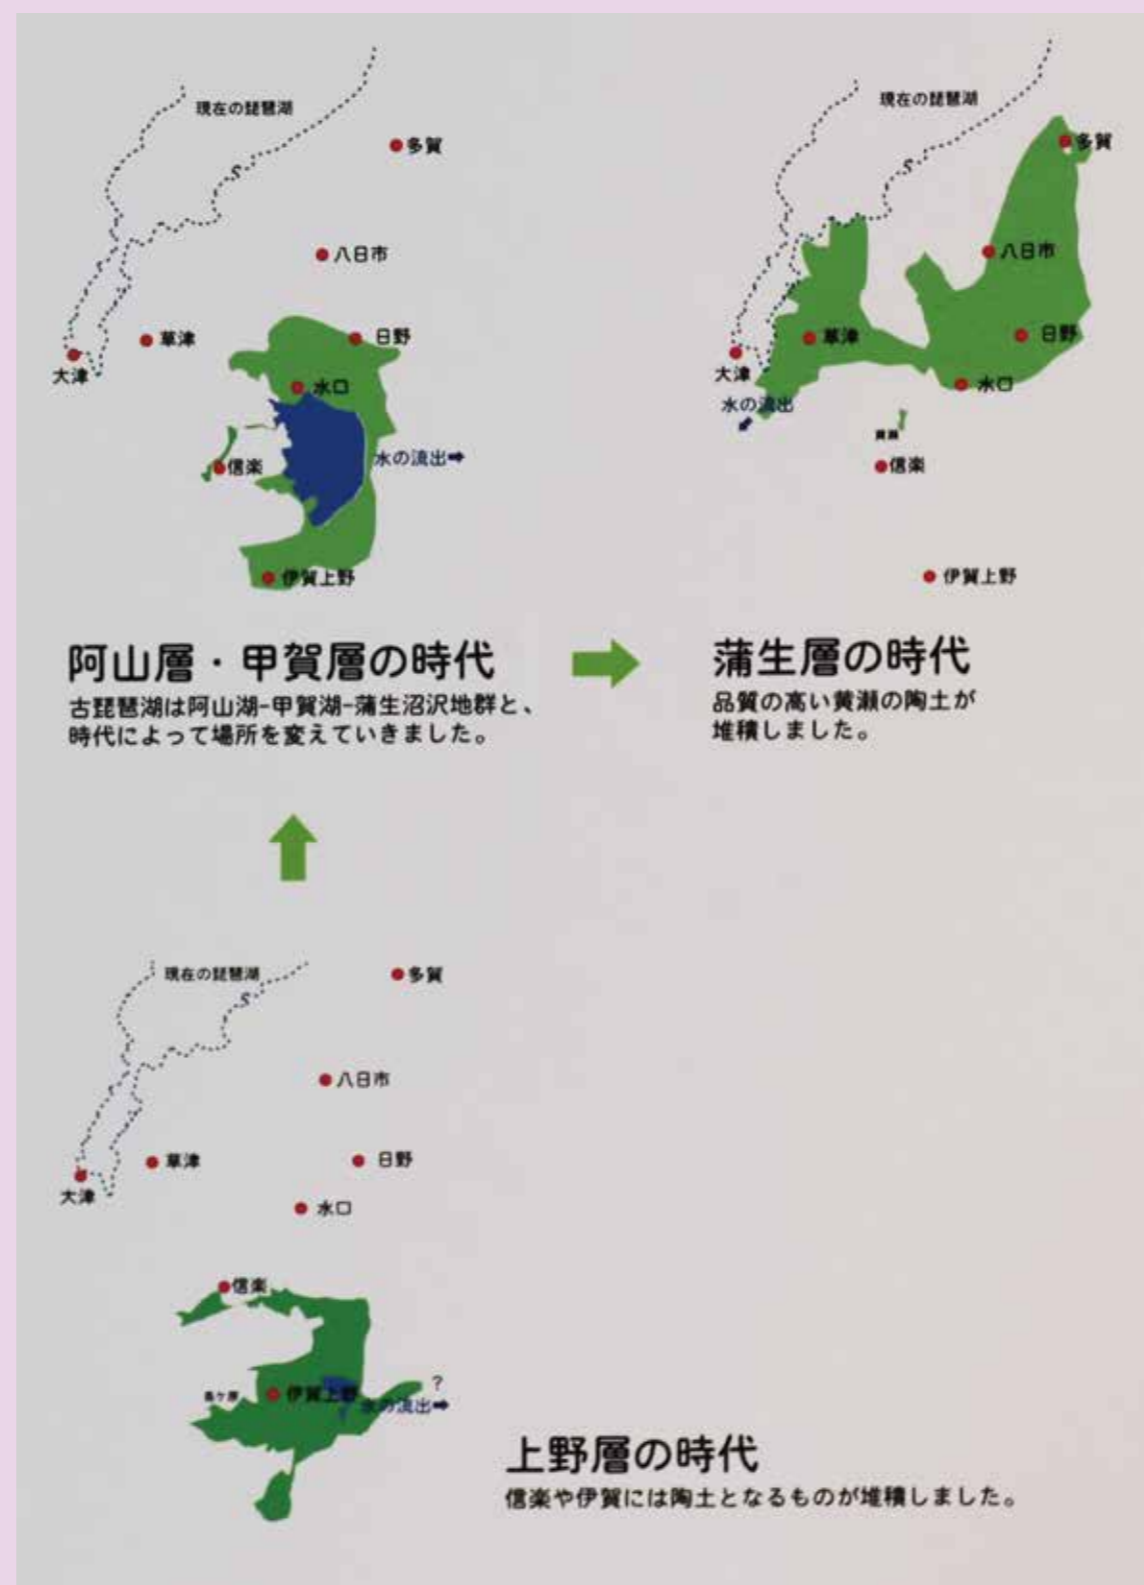 現在の琵琶湖
多賀
八日市
日野
草津
大津
水口
水の流出
信楽
伊賀上野
阿山層・甲賀層の時代
古琵琶湖は阿山湖-甲賀湖-蒲生沼沢地群と、
時代によって場所を変えていきました。
現在の琵琶湖
多賀
八日市
日野
草津
大津
水口
水の流出
黄瀬
信楽
伊賀上野
蒲生層の時代
品質の高い黄瀬の陶土が
堆積しました。
現在の琵琶湖
多賀
八日市
草津
日野
大津
水口
信楽
?
島ケ原
伊賀上野
水の流出
上野層の時代
信楽や伊賀には陶土となるものが堆積しました。